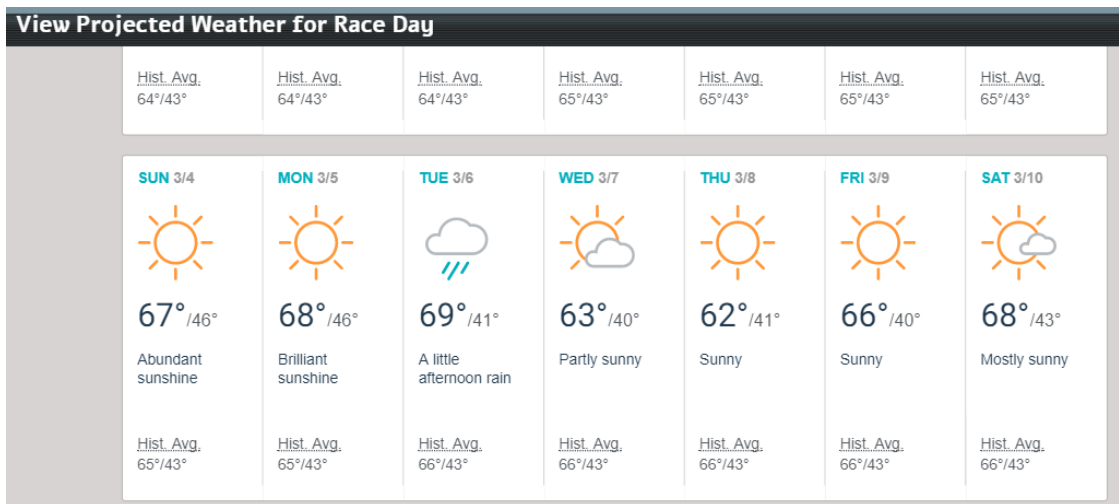 View Projected Weather for Race Day
Hist. Avg. Hist. Avg. Hist. Avg. Hist. Avg. Hist. Avg. Hist. Avg. Hist. Avg.
64°/43° 64°/43° 64°/43° 65°/43° 65°/43° 65°/43° 65°/43°
SUN 3/4 MON 3/5 TUE 3/6 WED 3/7 THU 3/8 FRI 3/9 SAT 3/10
67°/46° 68°/46° 69°/41° 63°/40° 62°/41° 66°/40° 68°/43°
Abundant Brilliant A little Partly sunny Sunny Sunny Mostly sunny
sunshine sunshine afternoon rain
Hist. Avg. Hist. Avg. Hist. Avg. Hist. Avg. Hist. Avg. Hist. Avg. Hist. Avg.
65°/43° 65°/43° 66°/43° 66°/43° 66°/43° 66°/43° 66°/43°